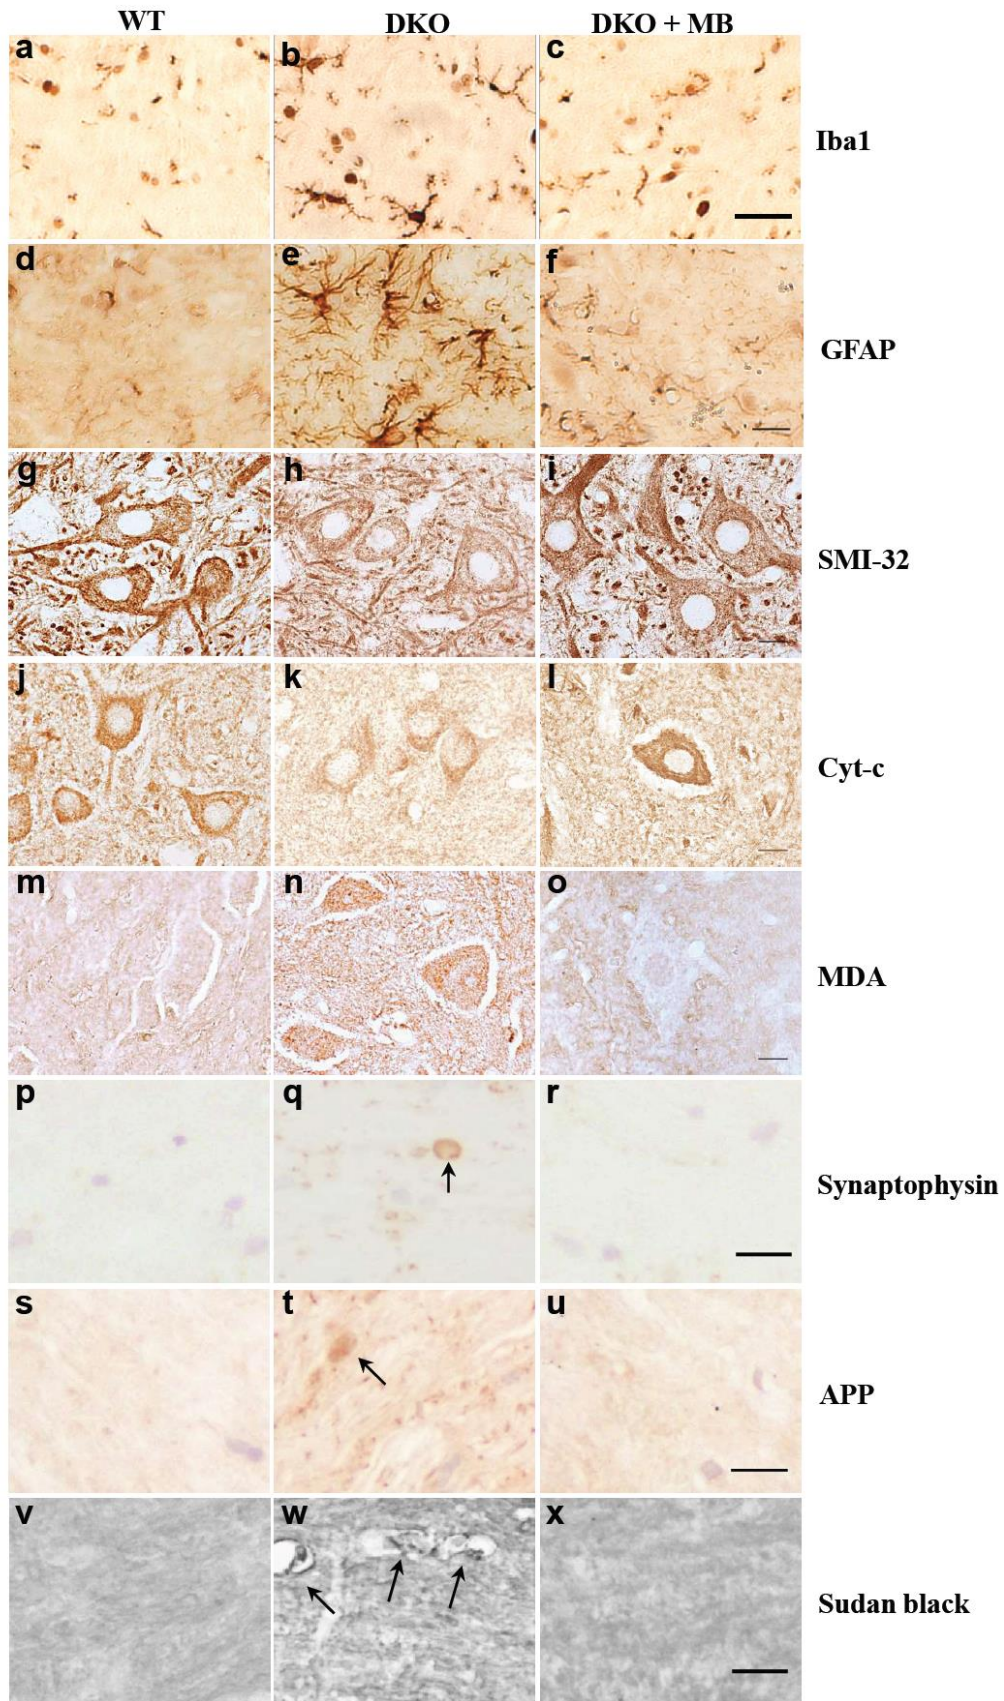 WT DKO DKO + MB
a b c Iba1
d e f GFAP
g h i SMI-32
j k l Cyt-c
m n o MDA
p q r Synaptophysin
s t u APP
v w x Sudan black